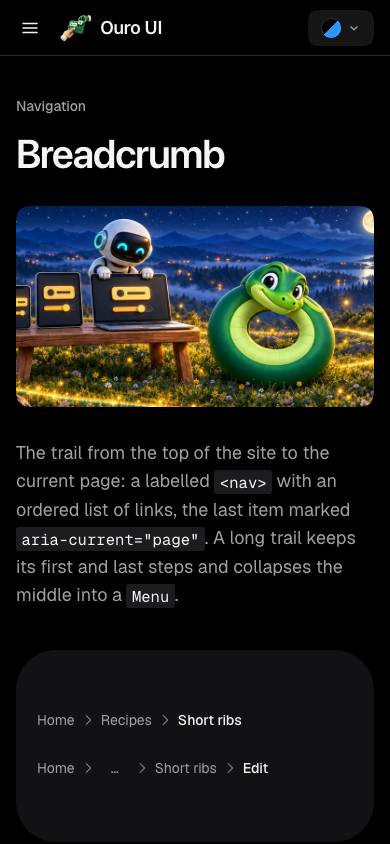 Ouro UI
Navigation
Breadcrumb
The trail from the top of the site to the
current page: a labelled <nav> with an
ordered list of links, the last item marked
aria-current="page". A long trail keeps
its first and last steps and collapses the
middle into a Menu.
Home > Recipes > Short ribs
Home > … > Short ribs > Edit